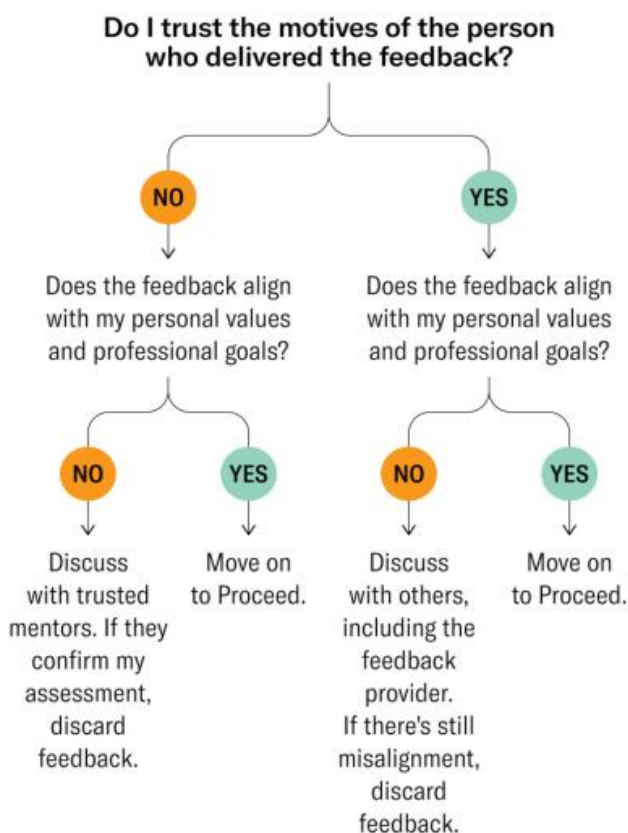 Do I trust the motives of the person
who delivered the feedback?
NO
YES
Does the feedback align
with my personal values
and professional goals?
Does the feedback align
with my personal values
and professional goals?
NO
YES
NO
YES
Discuss
with trusted
mentors. If they
confirm my
assessment,
discard
feedback.
Move on
to Proceed.
Discuss
with others,
including the
feedback
provider.
If there's still
misalignment,
discard
feedback.
Move on
to Proceed.